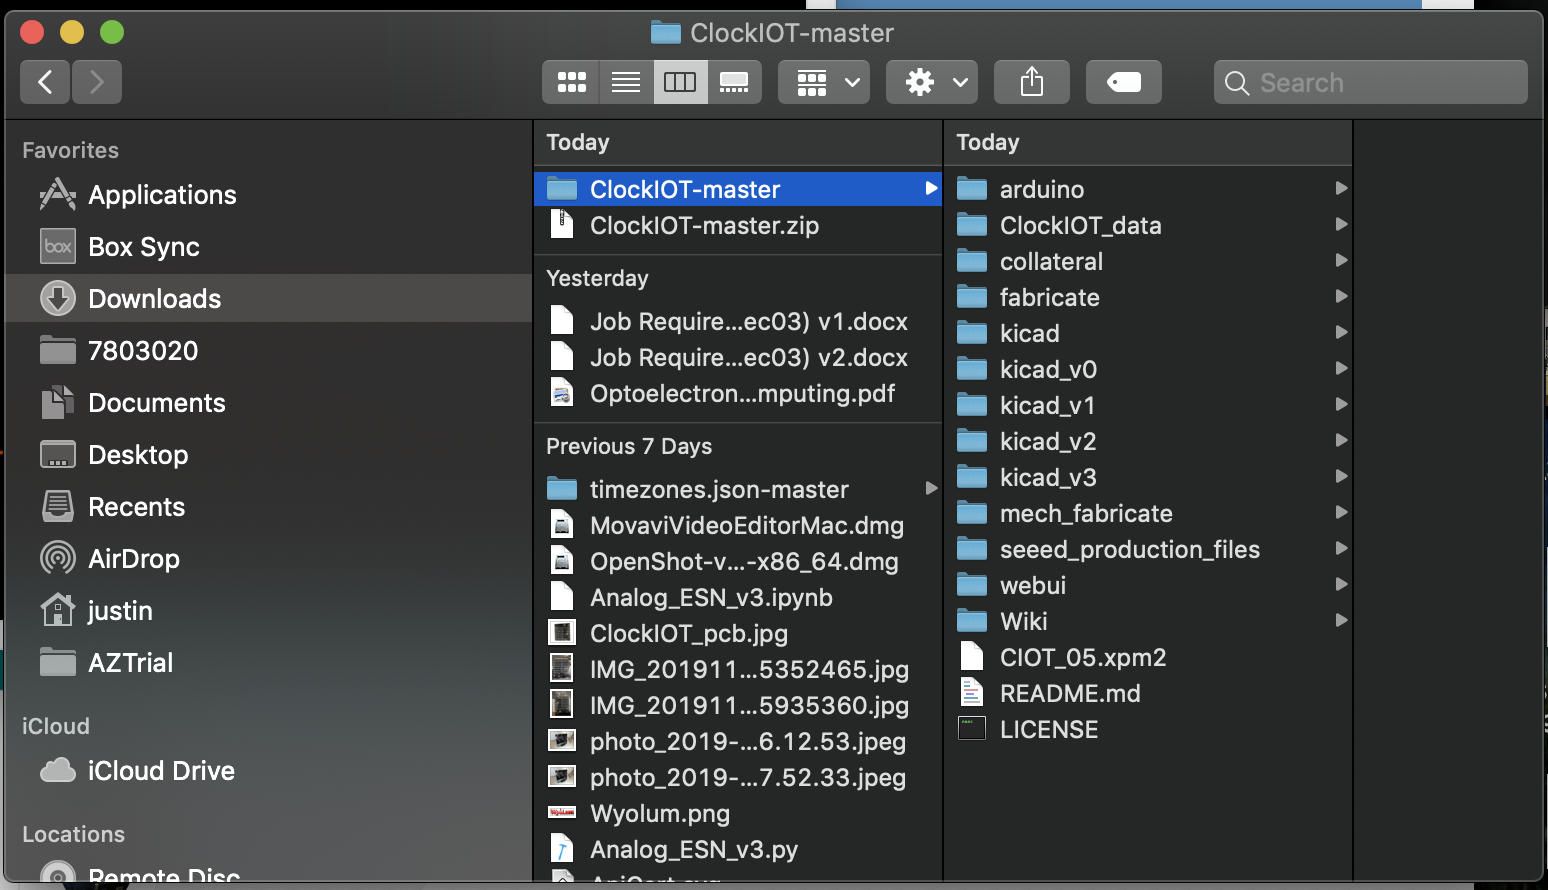 ClockIOT-master
Search
Favorites
Applications
box
Box Sync
Downloads
7803020
Documents
Desktop
Recents
AirDrop
justin
AZTrial
iCloud
iCloud Drive
Locations
Remote Disc
Today
ClockIOT-master
ClockIOT-master.zip
Yesterday
Job Require...ec03) v1.docx
Job Require...ec03) v2.docx
Optoelectron...mputing.pdf
Previous 7 Days
timezones.json-master
MovaviVideoEditorMac.dmg
OpenShot-v...-x86_64.dmg
Analog_ESN_v3.ipynb
ClockIOT_pcb.jpg
IMG_201911...5352465.jpg
IMG_201911...5935360.jpg
photo_2019-...6.12.53.jpeg
photo_2019-...7.52.33.jpeg
Wyolum.png
Analog_ESN_v3.py
Today
arduino
ClockIOT_data
collateral
fabricate
kicad
kicad_v0
kicad_v1
kicad_v2
kicad_v3
mech_fabricate
seeed_production_files
webui
Wiki
CIOT_05.xpm2
README.md
LICENSE